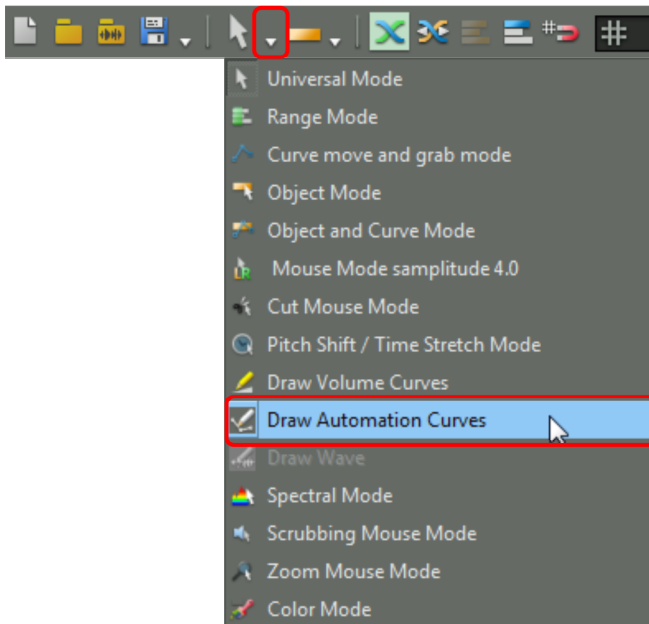 Universal Mode
Range Mode
Curve move and grab mode
Object Mode
Object and Curve Mode
Mouse Mode samplitude 4.0
Cut Mouse Mode
Pitch Shift / Time Stretch Mode
Draw Volume Curves
Draw Automation Curves
Draw Wave
Spectral Mode
Scrubbing Mouse Mode
Zoom Mouse Mode
Color Mode